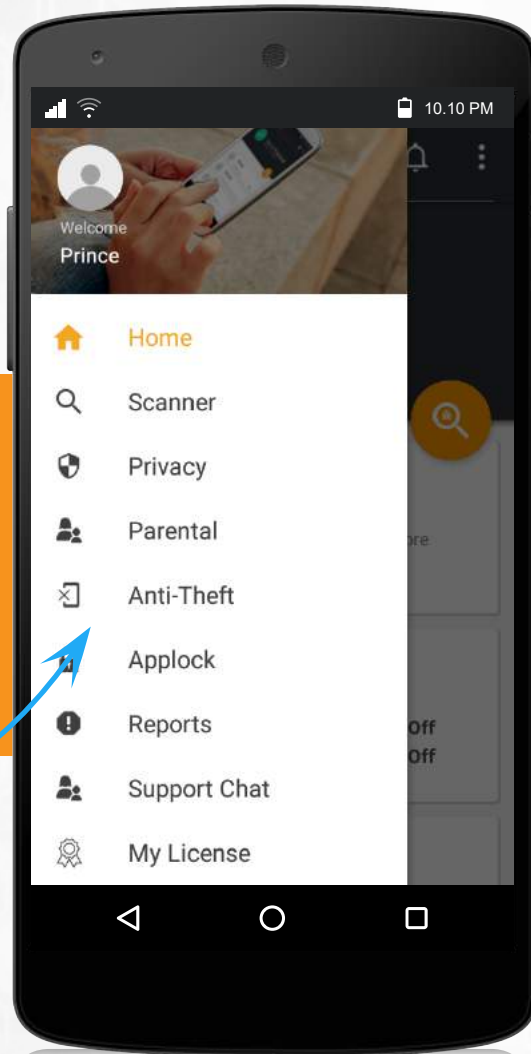 10.10 PM
Welcome
Prince
Home
Scanner
Privacy
Parental
Anti-Theft
Applock
Reports
Support Chat
My License
ore
Off
Off